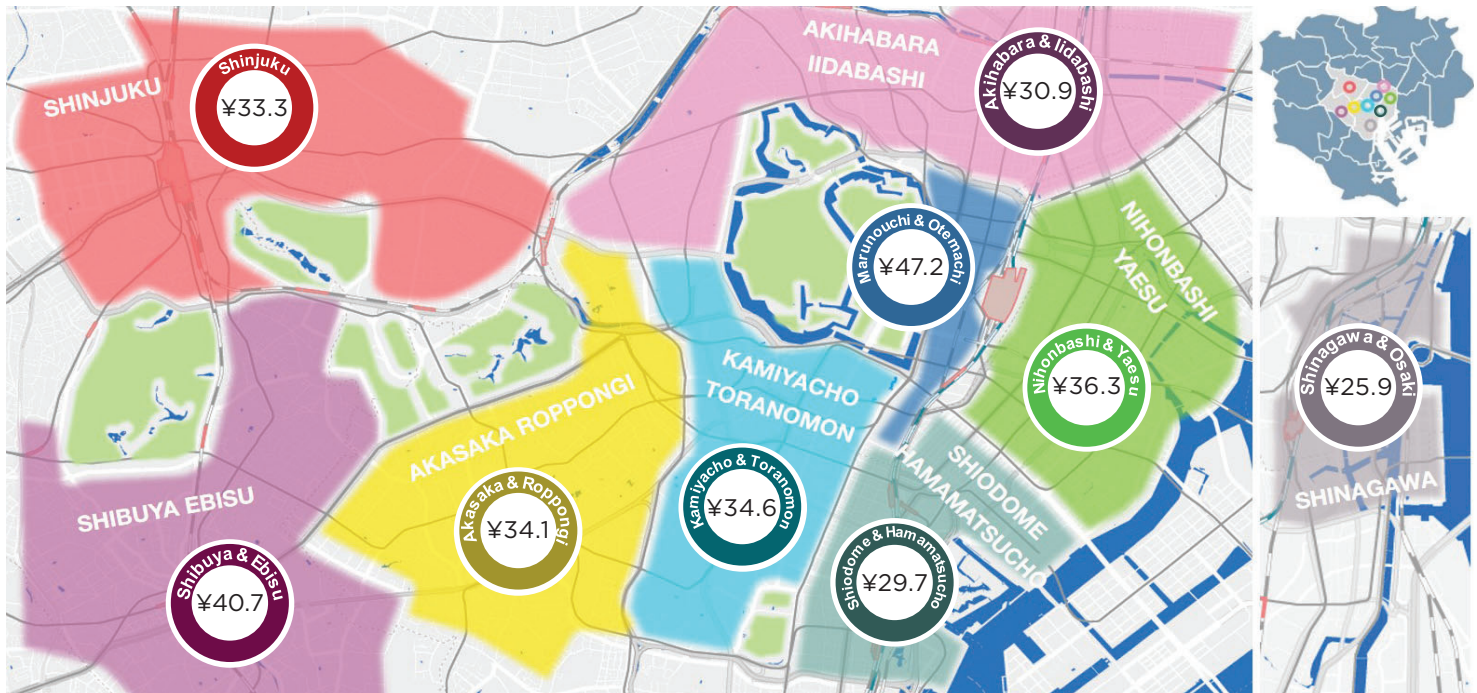 SHINJUKU
Shinjuku
¥33.3
AKIHABARA
IIDABASHI
Akihabara & Iidabashi
¥30.9
Marunouchi & Otemachi
¥47.2
NIHONBASHI
YAESU
Nihonbashi & Yaesu
¥36.3
KAMIYACHO
TORANOMON
Kamiyacho & Toranomon
¥34.6
AKASAKA ROPPONGI
Akasaka & Roppongi
¥34.1
SHIBUYA EBISU
Shibuya & Ebisu
¥40.7
SHIODOME
HAMAMATSUCHO
Shiodome & Hamamatsucho
¥29.7
Shinagawa & Osaki
¥25.9
SHINAGAWA